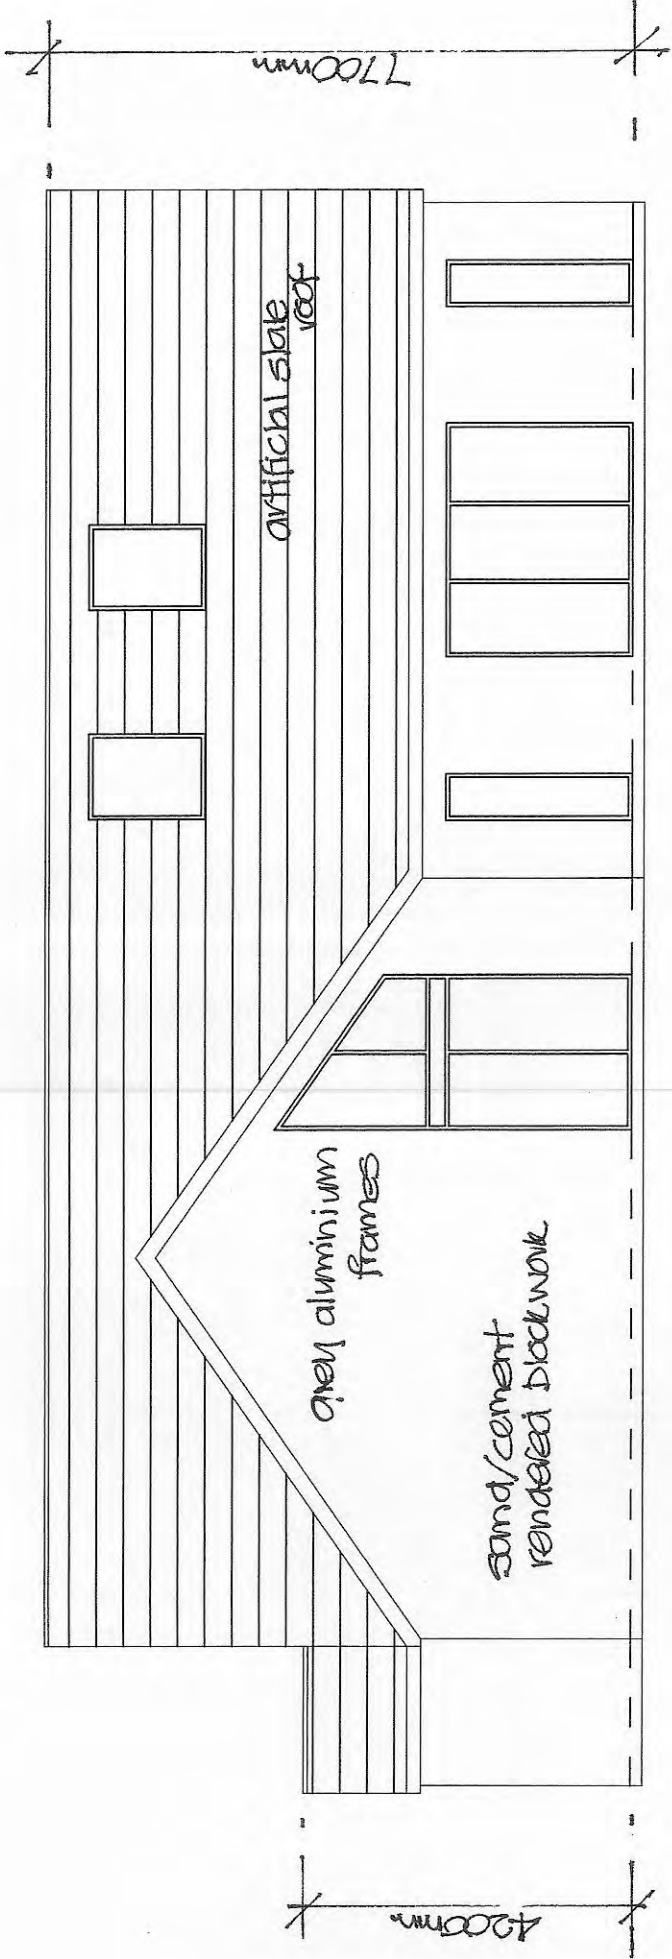 7700mm
artificial slate
roof
grey aluminium
frames
sand/cement
rendered blockwork
4200mm